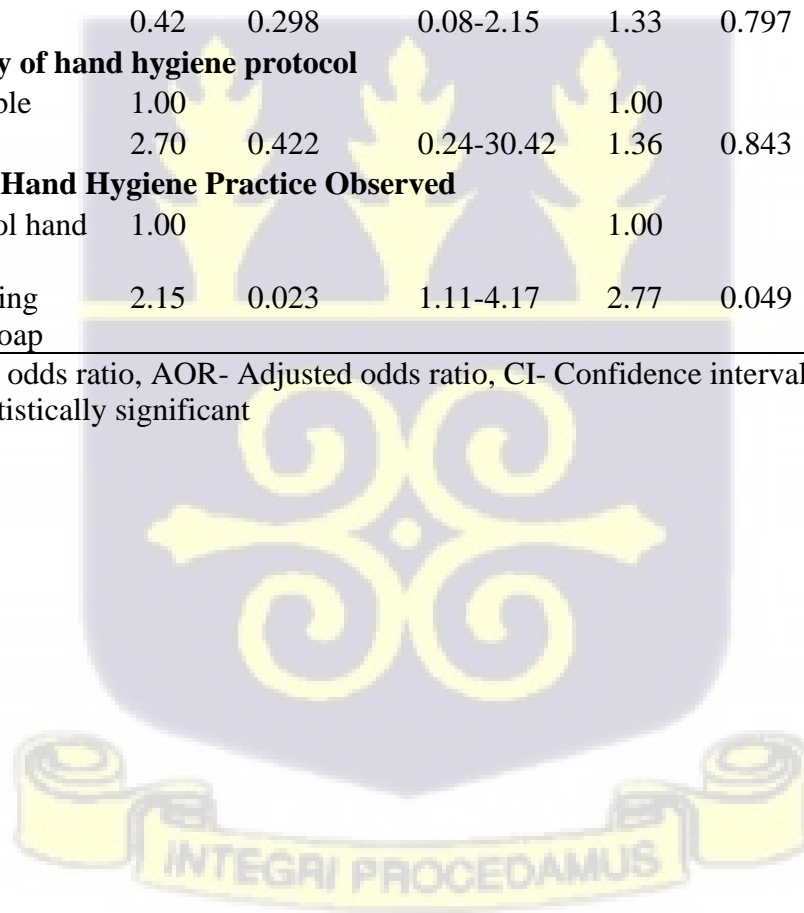 0.42 0.298 0.08-2.15 1.33 0.797
y of hand hygiene protocol
ble 1.00 1.00
2.70 0.422 0.24-30.42 1.36 0.843
Hand Hygiene Practice Observed
ol hand 1.00 1.00
ing 2.15 0.023 1.11-4.17 2.77 0.049
oap
odds ratio, AOR- Adjusted odds ratio, CI- Confidence interval
tistically significant
INTEGRI PROCEDAMUS